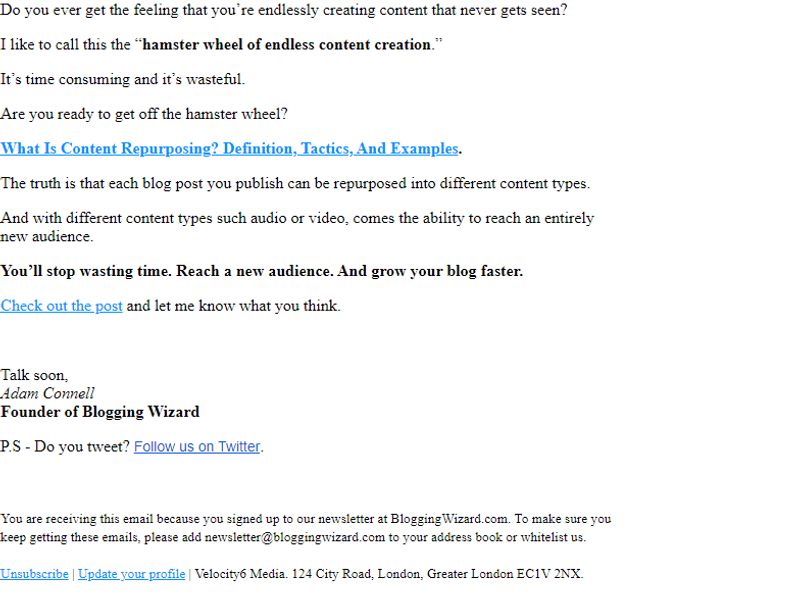 Do you ever get the feeling that you’re endlessly creating content that never gets seen?
I like to call this the “hamster wheel of endless content creation.”
It’s time consuming and it’s wasteful.
Are you ready to get off the hamster wheel?
What Is Content Repurposing? Definition, Tactics, And Examples.
The truth is that each blog post you publish can be repurposed into different content types.
And with different content types such audio or video, comes the ability to reach an entirely
new audience.
You’ll stop wasting time. Reach a new audience. And grow your blog faster.
Check out the post and let me know what you think.
Talk soon,
Adam Connell
Founder of Blogging Wizard
P.S - Do you tweet? Follow us on Twitter.
You are receiving this email because you signed up to our newsletter at BloggingWizard.com. To make sure you
keep getting these emails, please add newsletter@bloggingwizard.com to your address book or whitelist us.
Unsubscribe | Update your profile | Velocity6 Media. 124 City Road, London, Greater London EC1V 2NX.